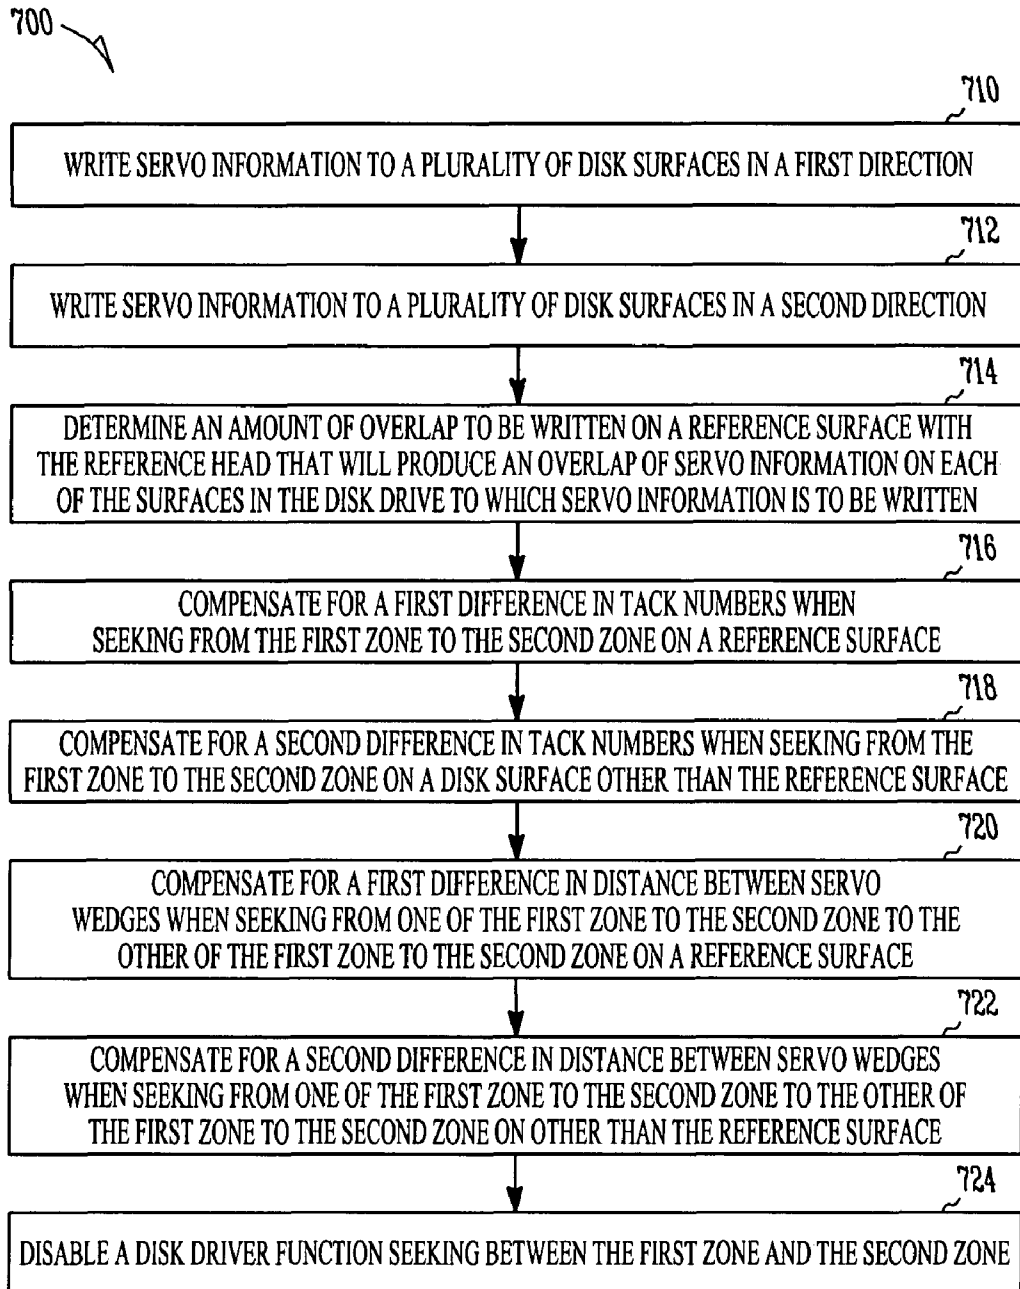 700
710
WRITE SERVO INFORMATION TO A PLURALITY OF DISK SURFACES IN A FIRST DIRECTION
712
WRITE SERVO INFORMATION TO A PLURALITY OF DISK SURFACES IN A SECOND DIRECTION
714
DETERMINE AN AMOUNT OF OVERLAP TO BE WRITTEN ON A REFERENCE SURFACE WITH
THE REFERENCE HEAD THAT WILL PRODUCE AN OVERLAP OF SERVO INFORMATION ON EACH
OF THE SURFACES IN THE DISK DRIVE TO WHICH SERVO INFORMATION IS TO BE WRITTEN
716
COMPENSATE FOR A FIRST DIFFERENCE IN TACK NUMBERS WHEN
SEEKING FROM THE FIRST ZONE TO THE SECOND ZONE ON A REFERENCE SURFACE
718
COMPENSATE FOR A SECOND DIFFERENCE IN TACK NUMBERS WHEN SEEKING FROM THE
FIRST ZONE TO THE SECOND ZONE ON A DISK SURFACE OTHER THAN THE REFERENCE SURFACE
720
COMPENSATE FOR A FIRST DIFFERENCE IN DISTANCE BETWEEN SERVO
WEDGES WHEN SEEKING FROM ONE OF THE FIRST ZONE TO THE SECOND ZONE TO THE
OTHER OF THE FIRST ZONE TO THE SECOND ZONE ON A REFERENCE SURFACE
722
COMPENSATE FOR A SECOND DIFFERENCE IN DISTANCE BETWEEN SERVO WEDGES
WHEN SEEKING FROM ONE OF THE FIRST ZONE TO THE SECOND ZONE TO THE OTHER OF
THE FIRST ZONE TO THE SECOND ZONE ON OTHER THAN THE REFERENCE SURFACE
724
DISABLE A DISK DRIVER FUNCTION SEEKING BETWEEN THE FIRST ZONE AND THE SECOND ZONE